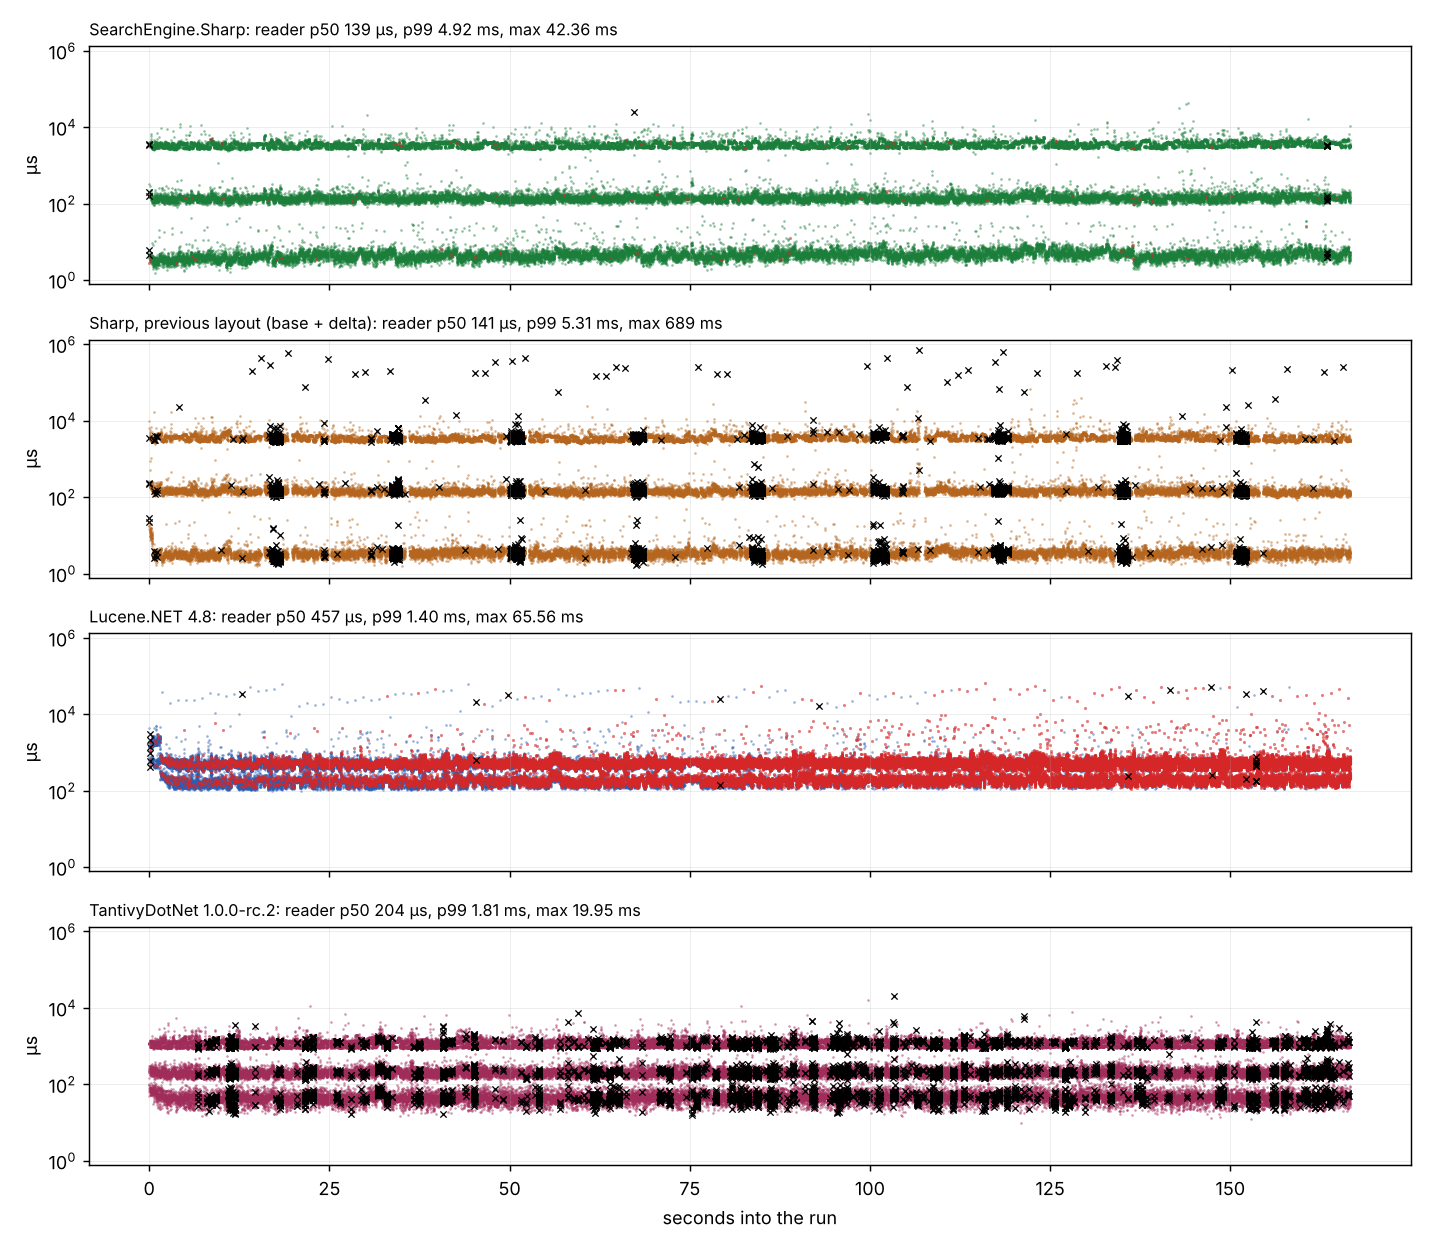 SearchEngine.Sharp: reader p50 139 µs, p99 4.92 ms, max 42.36 ms
10⁶
10⁴
10²
10⁰
µs
Sharp, previous layout (base + delta): reader p50 141 µs, p99 5.31 ms, max 689 ms
10⁶
10⁴
10²
10⁰
µs
Lucene.NET 4.8: reader p50 457 µs, p99 1.40 ms, max 65.56 ms
10⁶
10⁴
10²
10⁰
µs
TantivyDotNet 1.0.0-rc.2: reader p50 204 µs, p99 1.81 ms, max 19.95 ms
10⁶
10⁴
10²
10⁰
µs
0 25 50 75 100 125 150
seconds into the run